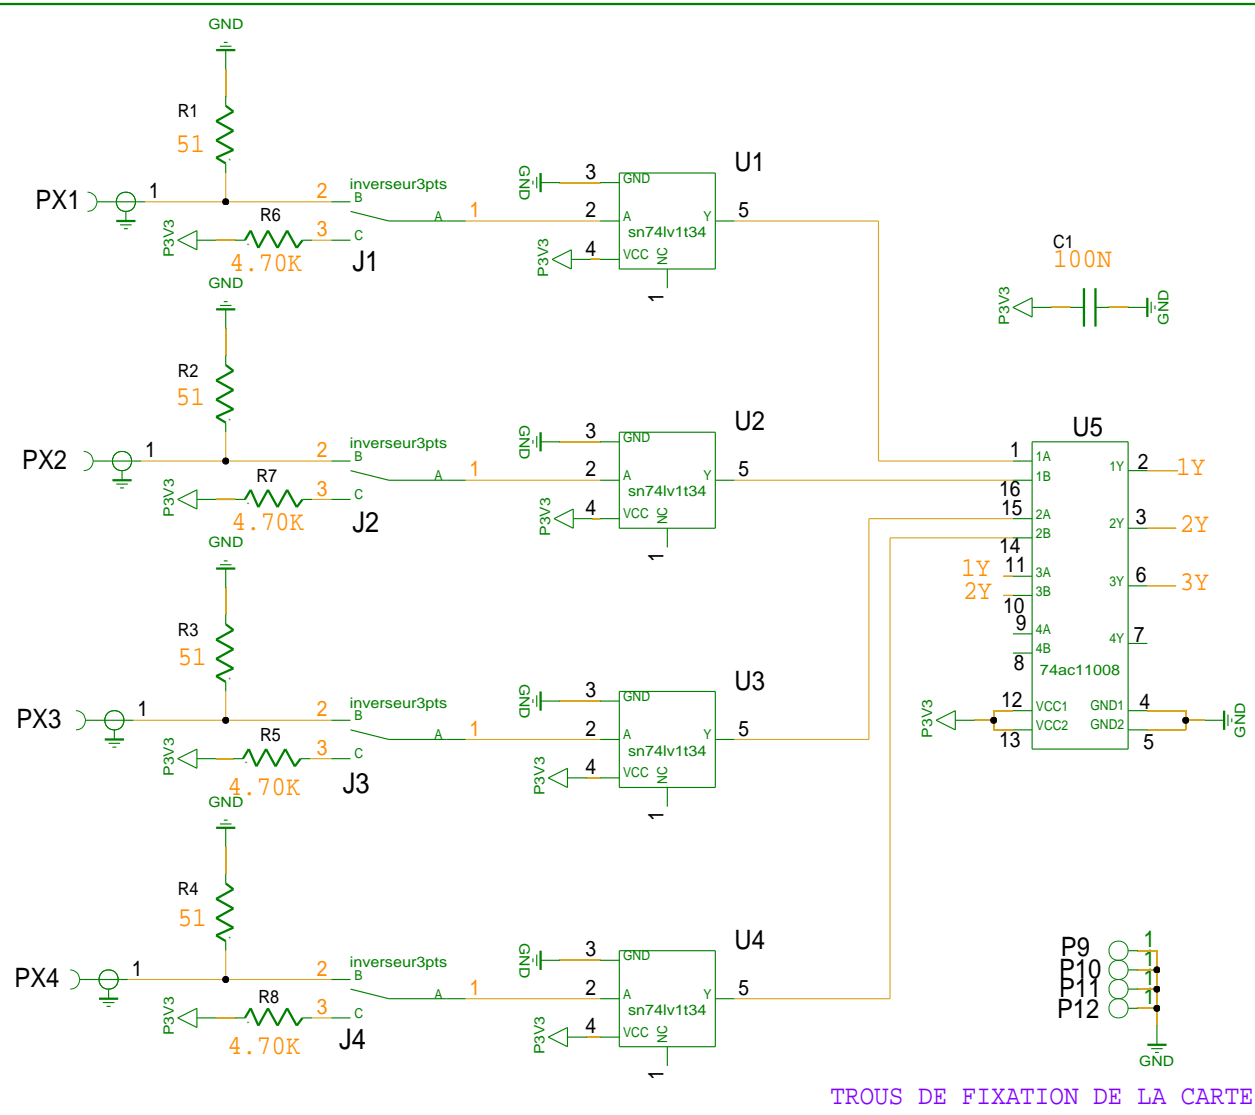 GND
R1
51
PX1
1
2
inverseur3pts
B
A
1
R6
P3V3
3
C
4.70K
J1
GND
3
GND
U1
2
A
Y
5
sn74lv1t34
P3V3
4
VCC
NC
1
C1
100N
P3V3
GND
GND
R2
51
PX2
1
2
inverseur3pts
B
A
1
R7
P3V3
3
C
4.70K
J2
GND
3
GND
U2
2
A
Y
5
sn74lv1t34
P3V3
4
VCC
NC
1
GND
R3
51
PX3
1
2
inverseur3pts
B
A
1
R5
P3V3
3
C
4.70K
J3
GND
3
GND
U3
2
A
Y
5
sn74lv1t34
P3V3
4
VCC
NC
1
GND
R4
51
PX4
1
2
inverseur3pts
B
A
1
R8
P3V3
3
C
4.70K
J4
GND
3
GND
U4
2
A
Y
5
sn74lv1t34
P3V3
4
VCC
NC
1
U5
1
1A
1Y
2
1Y
1B
16
15
2A
2Y
3
2Y
2B
14
1Y
11
3A
3Y
6
3Y
2Y
3B
10
9
4A
4Y
7
4B
8
74ac11008
12
VCC1
GND1
4
P3V3
GND
VCC2
GND2
13
5
P9
1
P10
1
P11
1
P12
1
GND
TROUS DE FIXATION DE LA CARTE